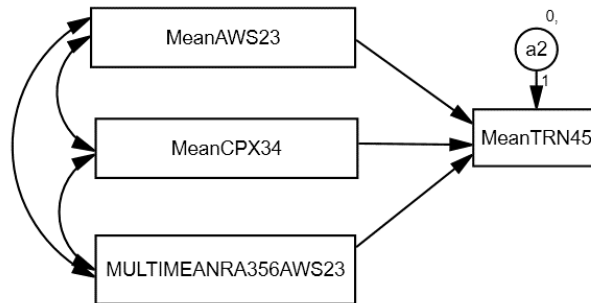 0,
MeanAWS23
a2
1
MeanTRN45
MeanCPX34
MULTIMEANRA356AWS23